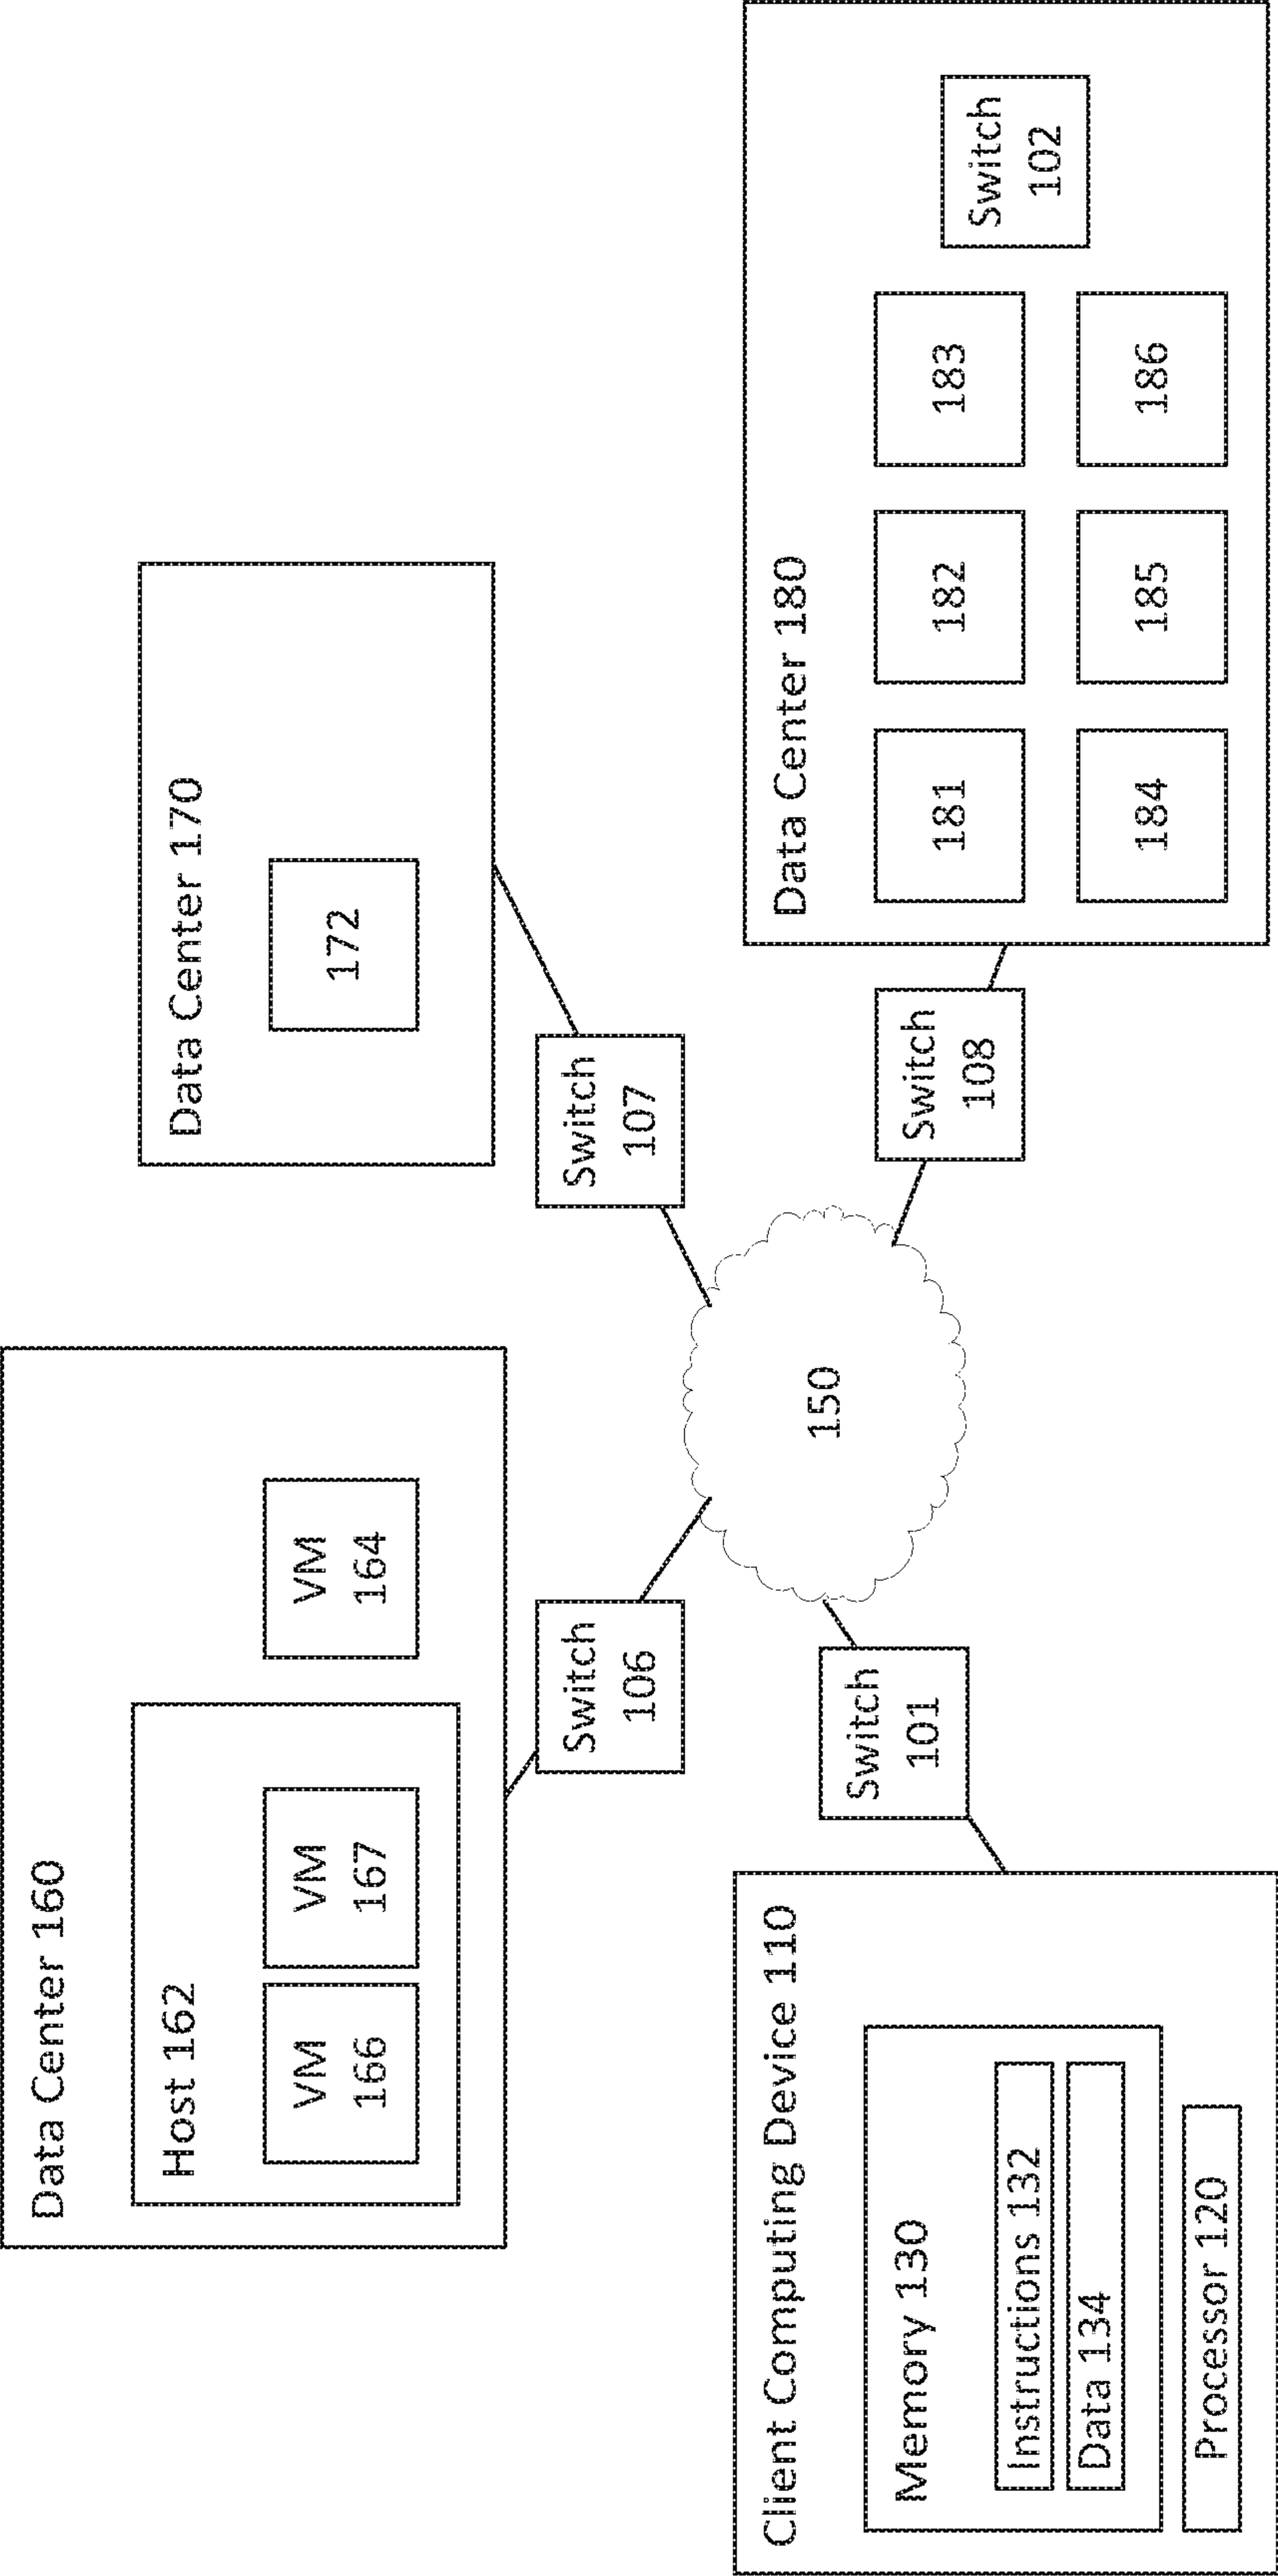 Data Center 160
Host 162
VM
166
VM
167
VM
164
Data Center 170
172
Switch
106
Switch
107
150
Switch
101
Switch
108
Client Computing Device 110
Memory 130
Instructions 132
Data 134
Processor 120
Data Center 180
181
182
183
184
185
186
Switch
102